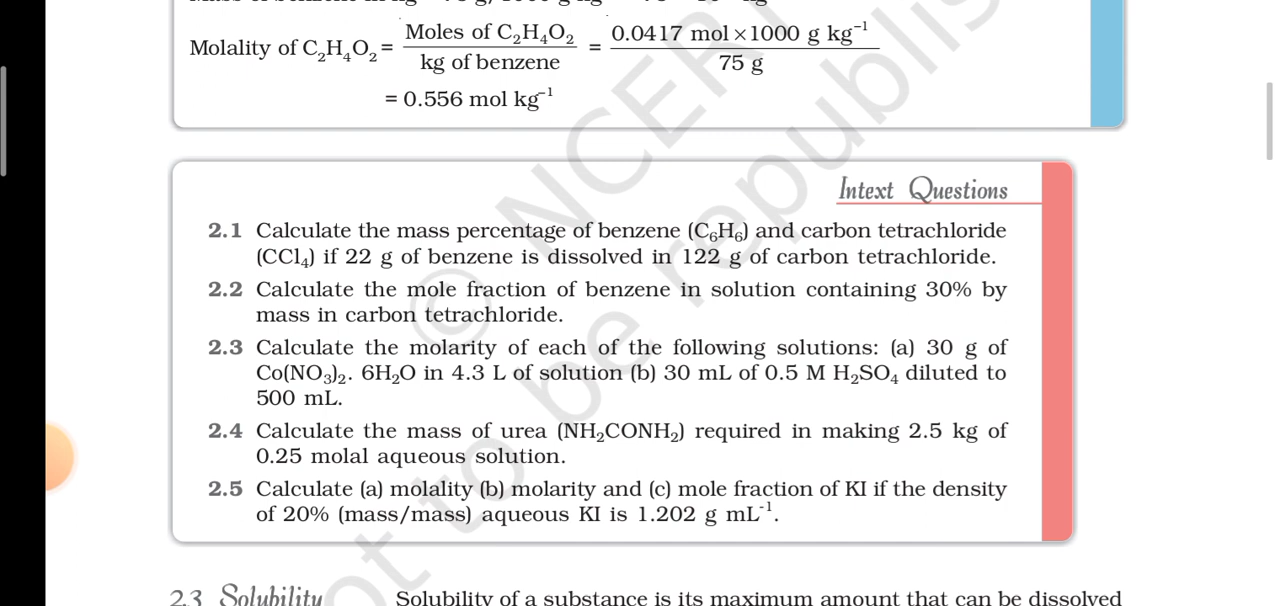 Molality of C₂H₄O₂ = Moles of C₂H₄O₂ / kg of benzene = 0.0417 mol × 1000 g kg⁻¹ / 75 g
= 0.556 mol kg⁻¹
Intext Questions
2.1 Calculate the mass percentage of benzene (C₆H₆) and carbon tetrachloride
(CCl₄) if 22 g of benzene is dissolved in 122 g of carbon tetrachloride.
2.2 Calculate the mole fraction of benzene in solution containing 30% by
mass in carbon tetrachloride.
2.3 Calculate the molarity of each of the following solutions: (a) 30 g of
Co(NO₃)₂. 6H₂O in 4.3 L of solution (b) 30 mL of 0.5 M H₂SO₄ diluted to
500 mL.
2.4 Calculate the mass of urea (NH₂CONH₂) required in making 2.5 kg of
0.25 molal aqueous solution.
2.5 Calculate (a) molality (b) molarity and (c) mole fraction of KI if the density
of 20% (mass/mass) aqueous KI is 1.202 g mL⁻¹.
2.3 Solubility
Solubility of a substance is its maximum amount that can be dissolved
© NCERT
not to be republis